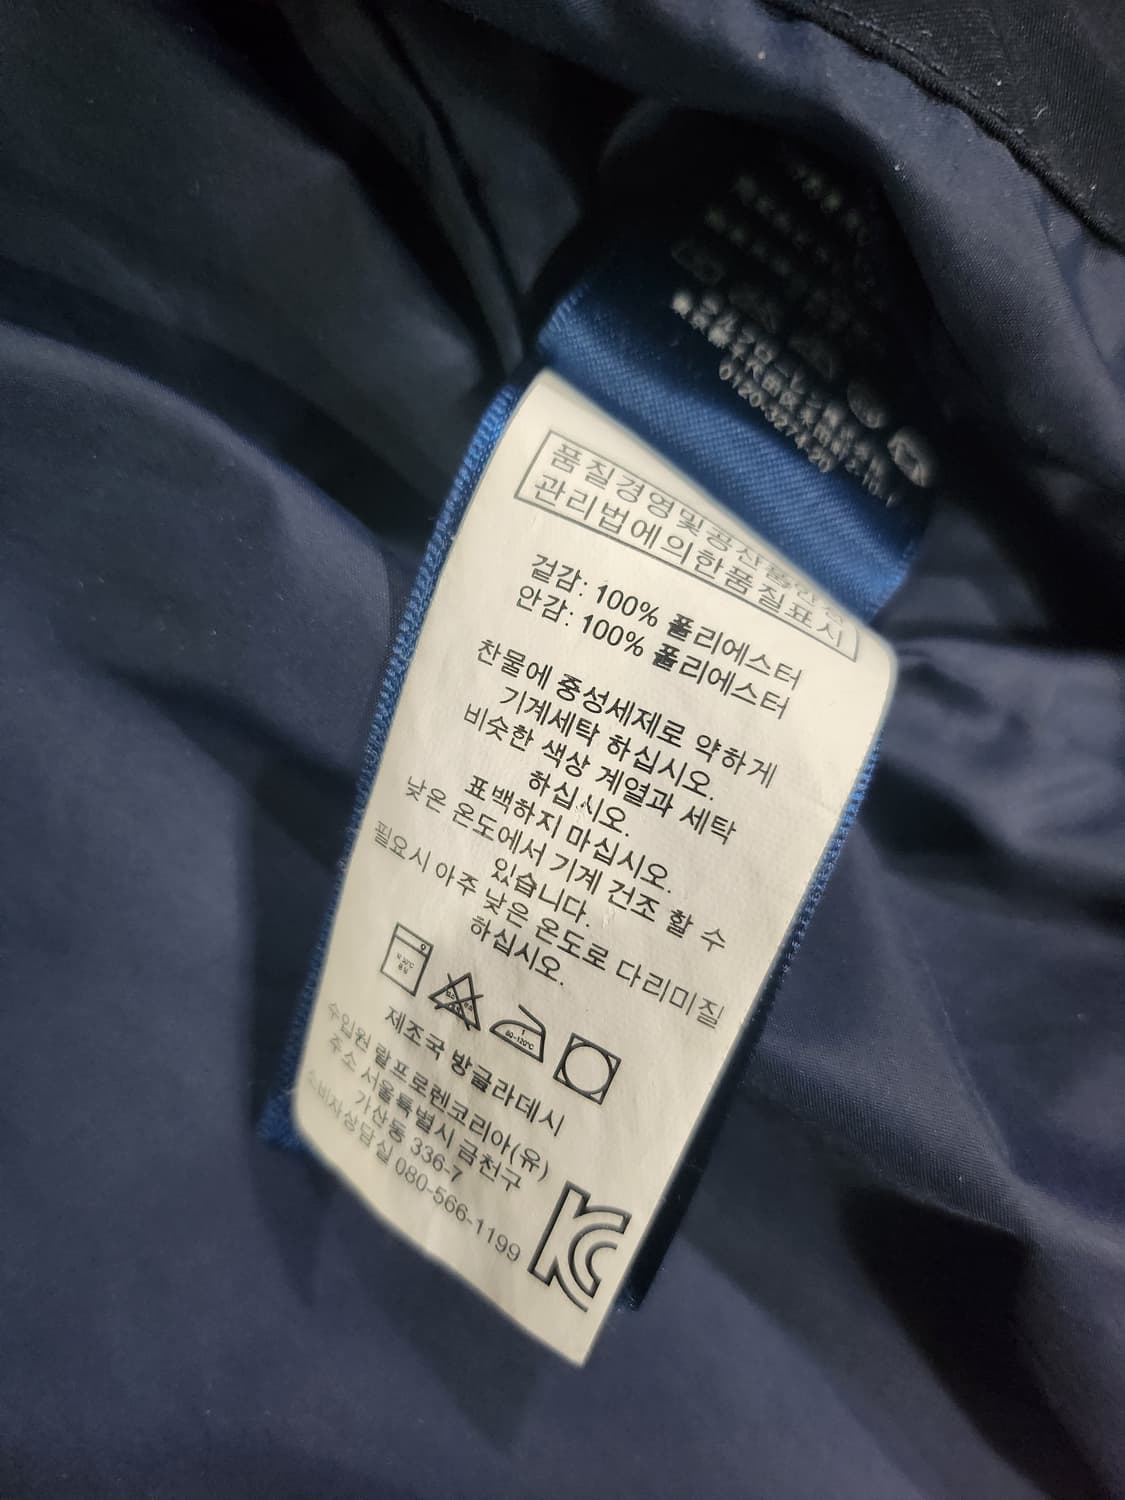 0120-3274-20
품질경영및공산품안전
관리법에의한품질표시
겉감: 100% 폴리에스터
안감: 100% 폴리에스터
찬물에 중성세제로 약하게
기계세탁 하십시오.
비슷한 색상 계열과 세탁
하십시오.
표백하지 마십시오.
낮은 온도에서 기계 건조 할 수
있습니다.
필요시 아주 낮은 온도로 다리미질
하십시오.
80~120℃
제조국 방글라데시
수입원 랄프로렌코리아(유)
주소 서울특별시 금천구
가산동 336-7
소비자상담실 080-566-1199
KC